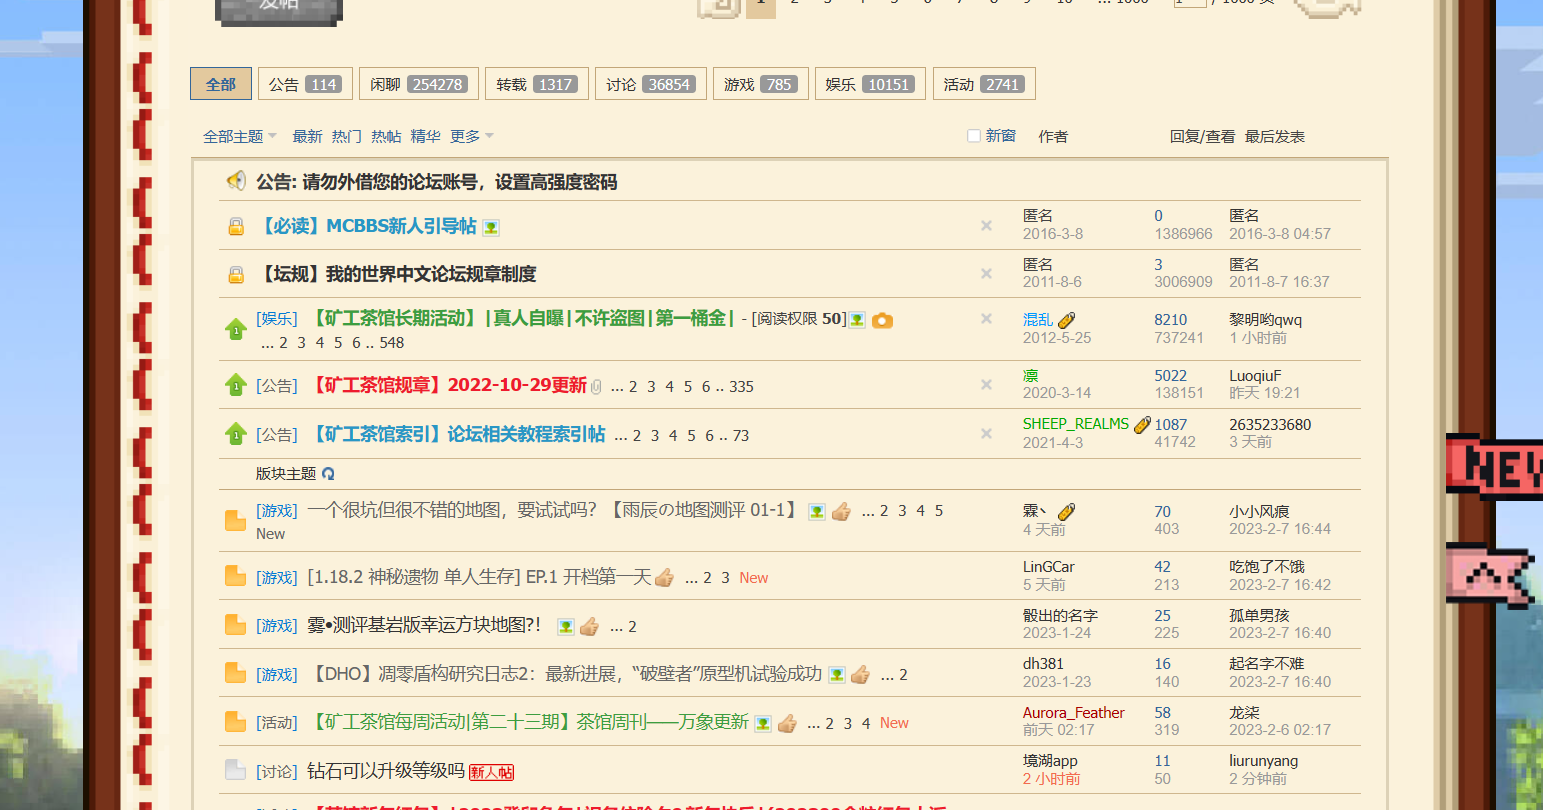 发帖
1 2 3 4 5 6 7 8 9 10 ... 1000 1 / 1000 页
全部 公告 114 闲聊 254278 转载 1317 讨论 36854 游戏 785 娱乐 10151 活动 2741
全部主题 最新 热门 热帖 精华 更多 新窗 作者 回复/查看 最后发表
公告: 请勿外借您的论坛账号，设置高强度密码
【必读】MCBBS新人引导帖 匿名 0 匿名
2016-3-8 1386966 2016-3-8 04:57
【坛规】我的世界中文论坛规章制度 匿名 3 匿名
2011-8-6 3006909 2011-8-7 16:37
[娱乐] 【矿工茶馆长期活动】|真人自曝|不许盗图|第一桶金| - [阅读权限 50] 混乱 8210 黎明哟qwq
... 2 3 4 5 6 .. 548 2012-5-25 737241 1 小时前
[公告] 【矿工茶馆规章】2022-10-29更新 ... 2 3 4 5 6 .. 335 凛 5022 LuoqiuF
2020-3-14 138151 昨天 19:21
[公告] 【矿工茶馆索引】论坛相关教程索引帖 ... 2 3 4 5 6 .. 73 SHEEP_REALMS 1087 2635233680
2021-4-3 41742 3 天前
版块主题
[游戏] 一个很坑但很不错的地图，要试试吗？【雨辰の地图测评 01-1】 ... 2 3 4 5 霖丶 70 小小风痕
New 4 天前 403 2023-2-7 16:44
[游戏] [1.18.2 神秘遗物 单人生存] EP.1 开档第一天 ... 2 3 New LinGCar 42 吃饱了不饿
5 天前 213 2023-2-7 16:42
[游戏] 雾•测评基岩版幸运方块地图?! ... 2 骰出的名字 25 孤单男孩
2023-1-24 225 2023-2-7 16:40
[游戏] 【DHO】凋零盾构研究日志2：最新进展，“破壁者”原型机试验成功 ... 2 dh381 16 起名字不难
2023-1-23 140 2023-2-7 16:40
[活动] 【矿工茶馆每周活动|第二十三期】茶馆周刊——万象更新 ... 2 3 4 New Aurora_Feather 58 龙柒
前天 02:17 319 2023-2-6 02:17
[讨论] 钻石可以升级等级吗 新人帖 境湖app 11 liurunyang
2 小时前 50 2 分钟前
NEW